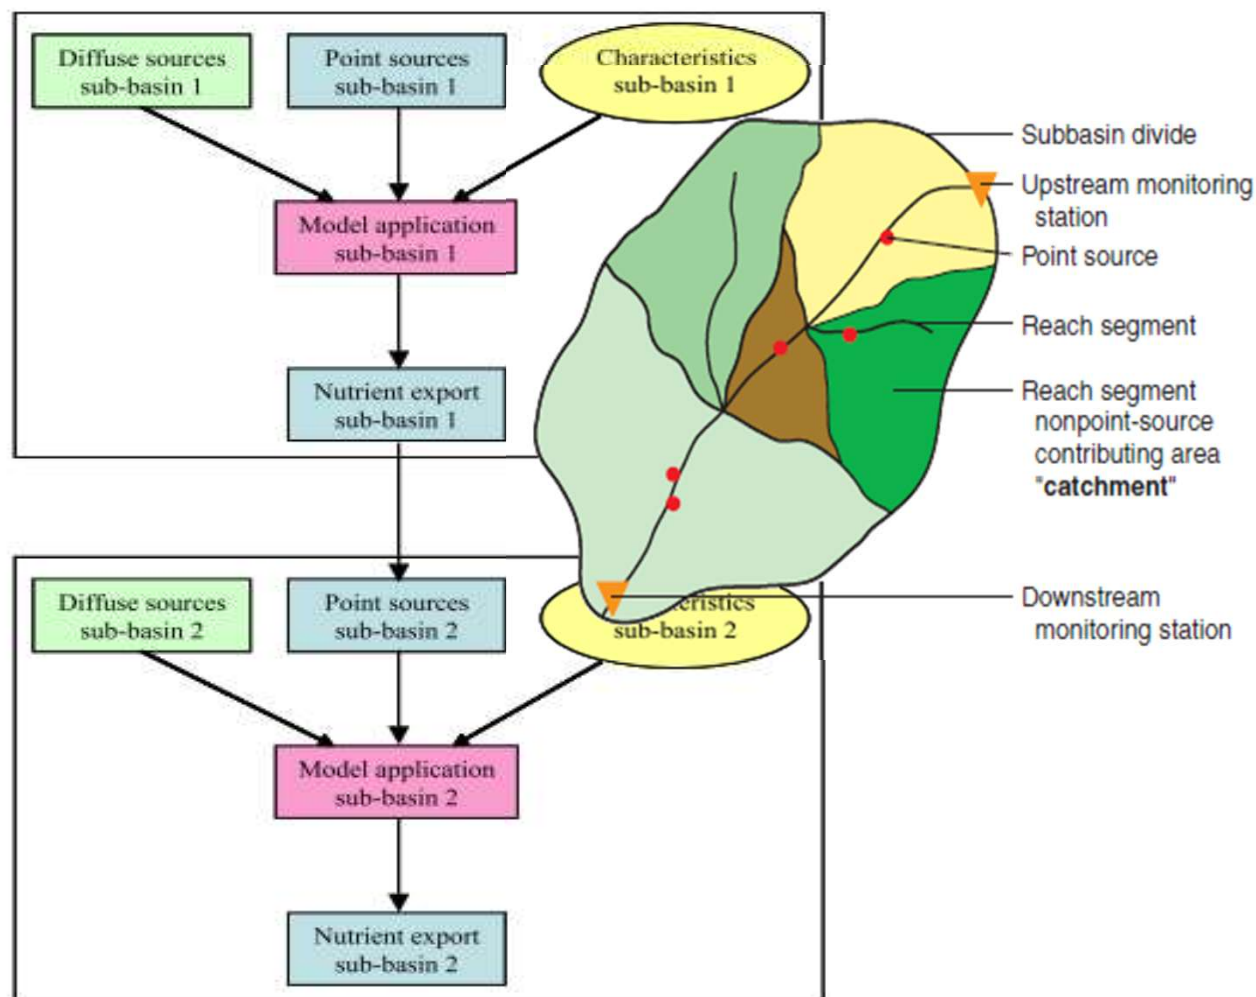 Diffuse sources
sub-basin 1
Point sources
sub-basin 1
Characteristics
sub-basin 1
Model application
sub-basin 1
Nutrient export
sub-basin 1
Subbasin divide
Upstream monitoring
station
Point source
Reach segment
Reach segment
nonpoint-source
contributing area
"catchment"
Downstream
monitoring station
Diffuse sources
sub-basin 2
Point sources
sub-basin 2
sub-basin 2
Model application
sub-basin 2
Nutrient export
sub-basin 2